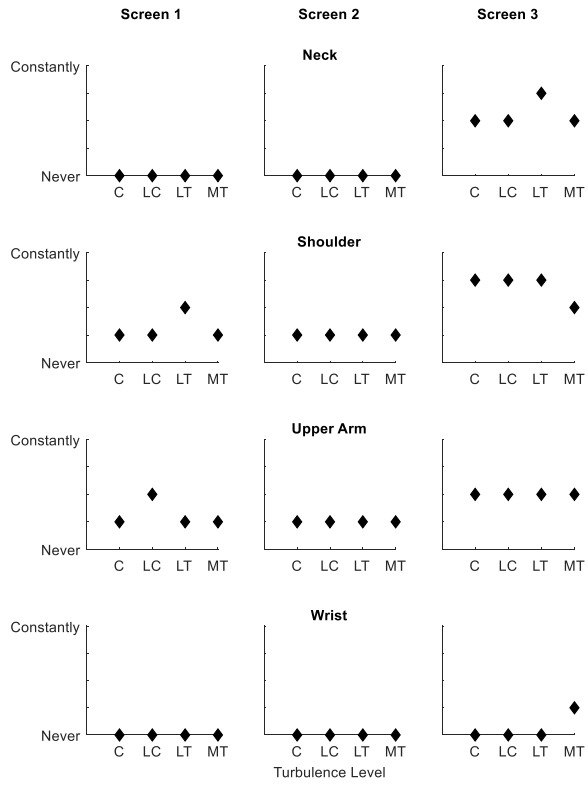 Screen 1 Screen 2 Screen 3
Neck
Constantly
Never
C LC LT MT C LC LT MT C LC LT MT
Shoulder
Constantly
Never
C LC LT MT C LC LT MT C LC LT MT
Upper Arm
Constantly
Never
C LC LT MT C LC LT MT C LC LT MT
Wrist
Constantly
Never
C LC LT MT C LC LT MT C LC LT MT
Turbulence Level